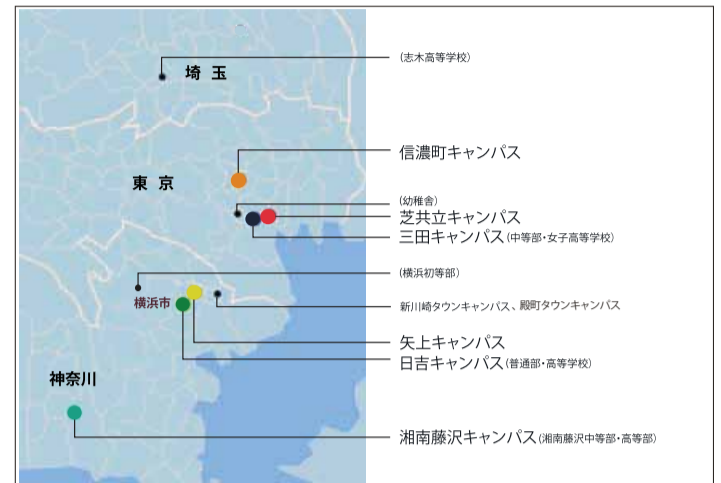 (志木高等学校)
埼 玉
信濃町キャンパス
東 京
(幼稚舎)
芝共立キャンパス
三田キャンパス(中等部・女子高等学校)
(横浜初等部)
横浜市
新川崎タウンキャンパス、殿町タウンキャンパス
矢上キャンパス
日吉キャンパス(普通部・高等学校)
神奈川
湘南藤沢キャンパス(湘南藤沢中等部・高等部)